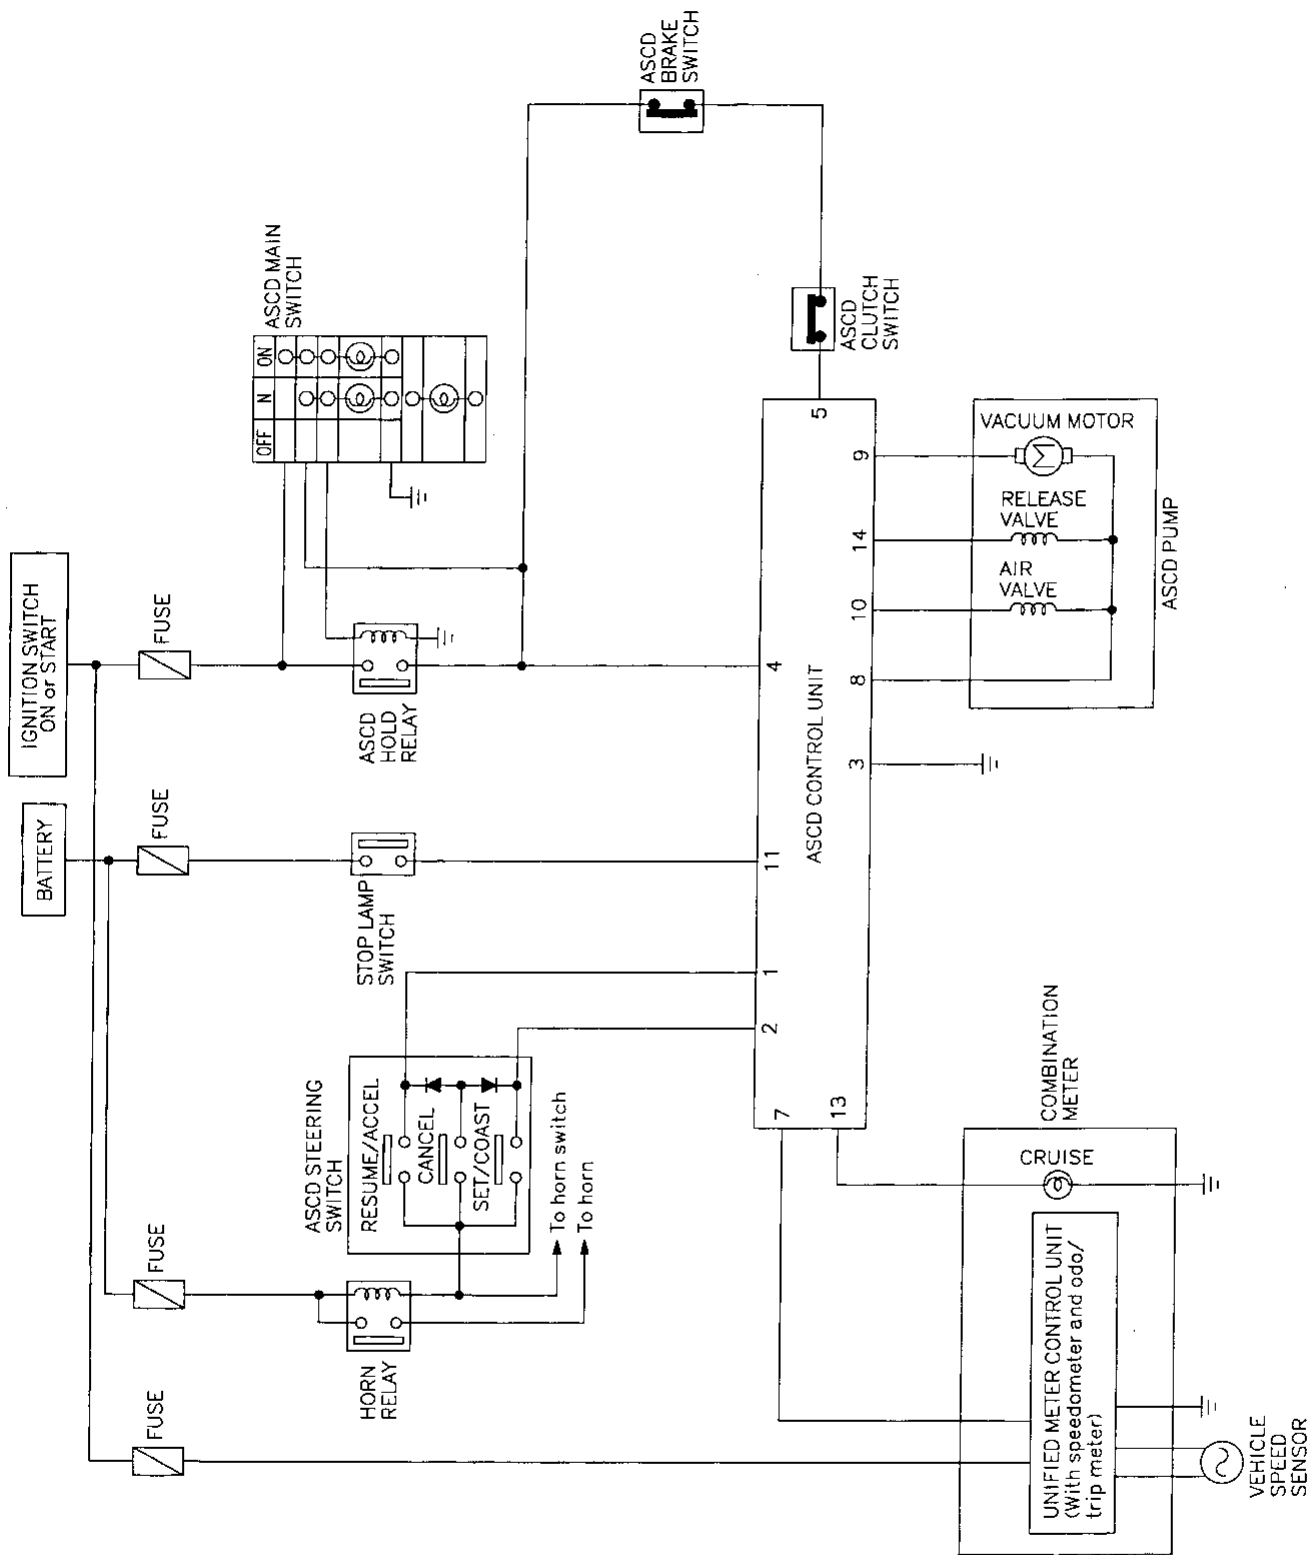 IGNITION SWITCH
ON or START
BATTERY
FUSE
FUSE
FUSE
FUSE
ASCD MAIN
SWITCH
OFF
N
ON
ASCD
BRAKE
SWITCH
ASCD
HOLD
RELAY
STOP LAMP
SWITCH
ASCD STEERING
SWITCH
RESUME/ACCEL
CANCEL
SET/COAST
HORN
RELAY
To horn switch
To horn
ASCD
CLUTCH
SWITCH
ASCD CONTROL UNIT
5
4
11
1
2
7
13
3
8
10
14
9
VACUUM MOTOR
M
RELEASE
VALVE
AIR
VALVE
ASCD PUMP
COMBINATION
METER
CRUISE
UNIFIED METER CONTROL UNIT
(With speedometer and odo/
trip meter)
VEHICLE
SPEED
SENSOR